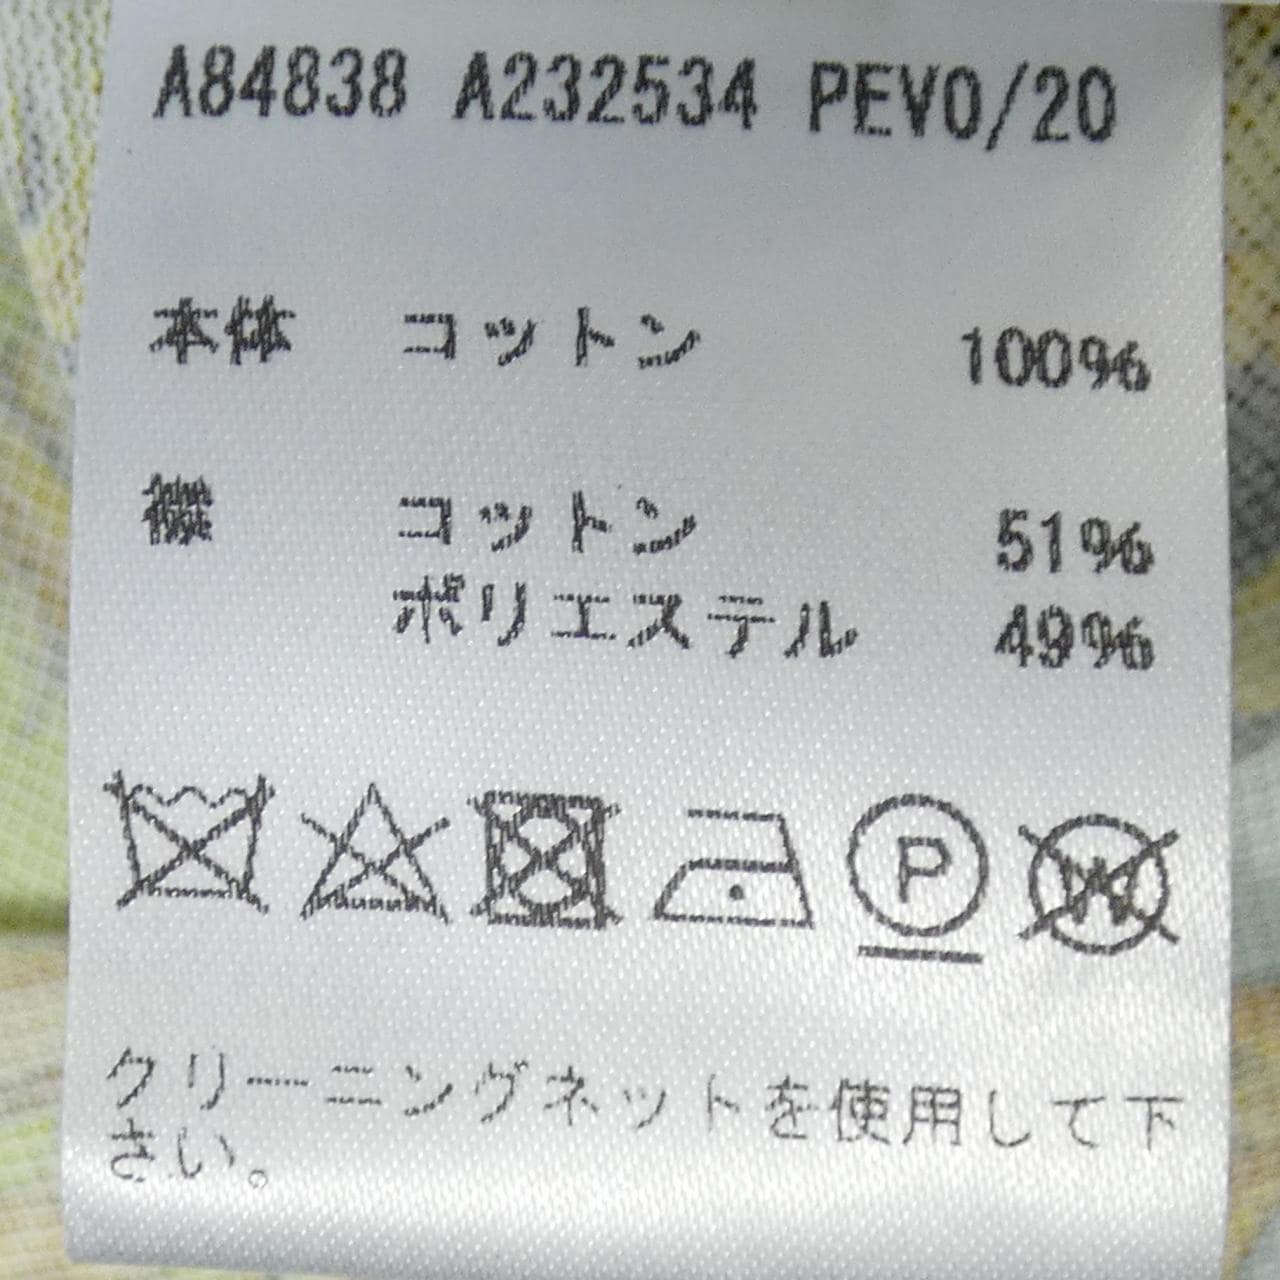 A84838 A232534 PEV0/20
本体 コットン 100%
コットン 51%
ポリエステル 49%
P W
クリーニングネットを使用して下
さい。